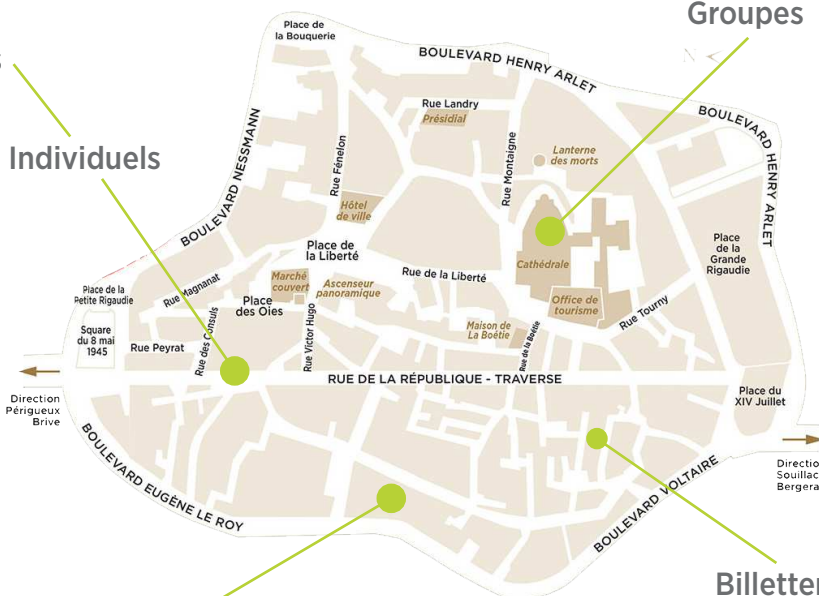 Groupes
Individuels
Place de
la Bouquerie
BOULEVARD HENRY ARLET
BOULEVARD HENRY ARLET
BOULEVARD NESSMANN
Rue Landry
Présidial
Rue Fénelon
Rue Montaigne
Lanterne
des morts
Hôtel
de ville
Place de
la Liberté
Cathédrale
Place
de la
Grande
Rigaudie
Rue de la Liberté
Marché
couvert
Ascenseur
panoramique
Office de
tourisme
Rue Magnanat
Place
des Oies
Place de la
Petite Rigaudie
Square
du 8 mai
1945
Rue Peyrat
Rue des Consuls
Rue Victor Hugo
Maison de
La Boétie
Rue de la Boétie
Rue Tourny
RUE DE LA RÉPUBLIQUE - TRAVERSE
Place du
XIV Juillet
Direction
Périgueux
Brive
BOULEVARD EUGÈNE LE ROY
BOULEVARD VOLTAIRE
Directio
Souillac
Bergera
Billetter